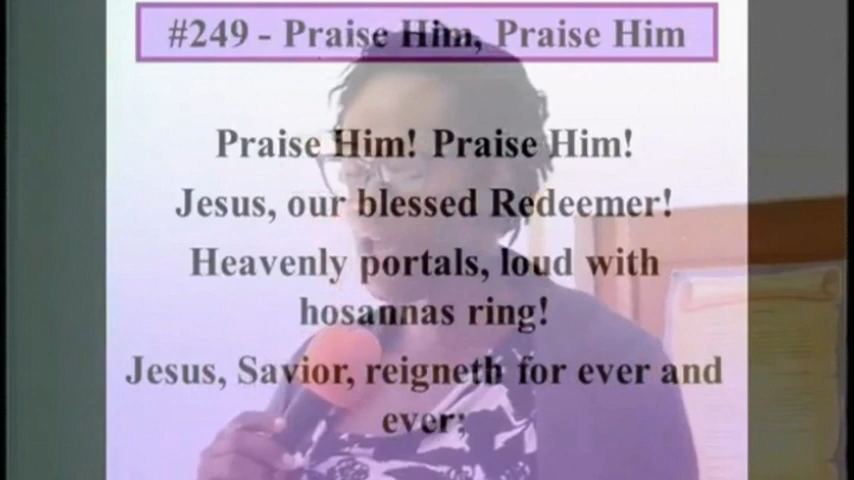 #249 - Praise Him, Praise Him
Praise Him! Praise Him!
Jesus, our blessed Redeemer!
Heavenly portals, loud with
hosannas ring!
Jesus, Savior, reigneth for ever and
ever: